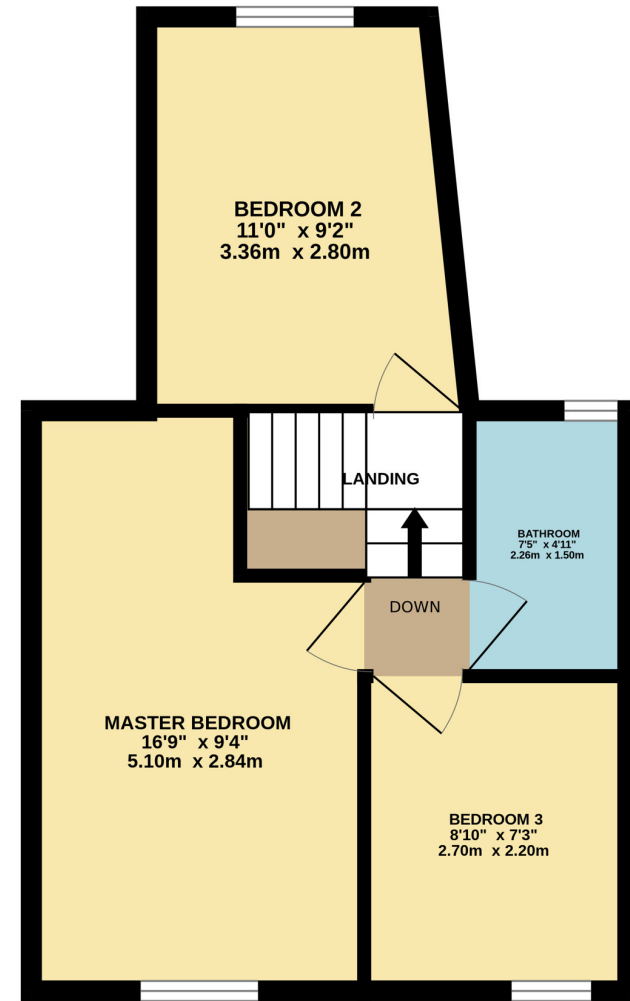 BEDROOM 2
11'0" x 9'2"
3.36m x 2.80m
LANDING
BATHROOM
7'5" x 4'11"
2.26m x 1.50m
DOWN
MASTER BEDROOM
16'9" x 9'4"
5.10m x 2.84m
BEDROOM 3
8'10" x 7'3"
2.70m x 2.20m